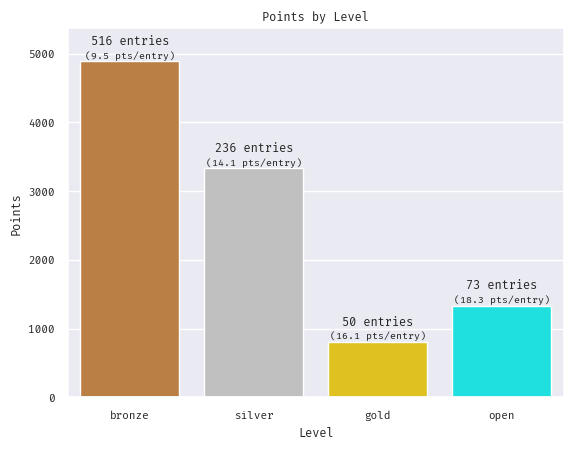 Points by Level
516 entries
(9.5 pts/entry)
236 entries
(14.1 pts/entry)
50 entries
(16.1 pts/entry)
73 entries
(18.3 pts/entry)
5000
4000
3000
2000
1000
0
Points
bronze
silver
gold
open
Level